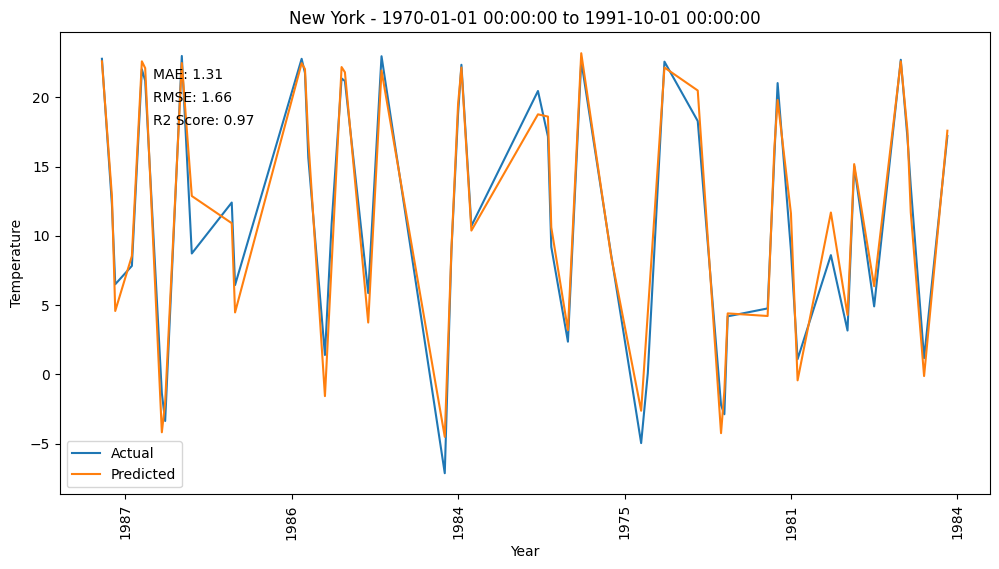 New York - 1970-01-01 00:00:00 to 1991-10-01 00:00:00
MAE: 1.31
RMSE: 1.66
R2 Score: 0.97
20
15
10
5
0
−5
Temperature
Actual
Predicted
1987
1986
1984
1975
1981
1984
Year